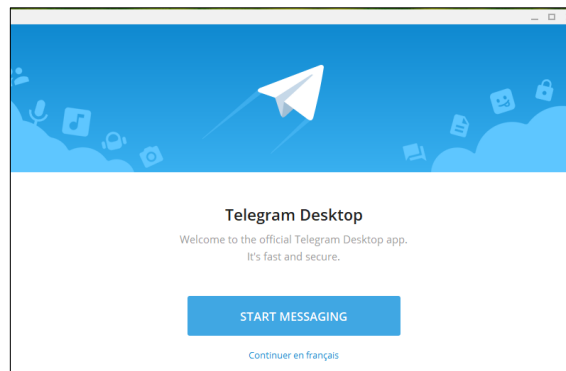 Telegram Desktop
Welcome to the official Telegram Desktop app.
It's fast and secure.
START MESSAGING
Continuer en français